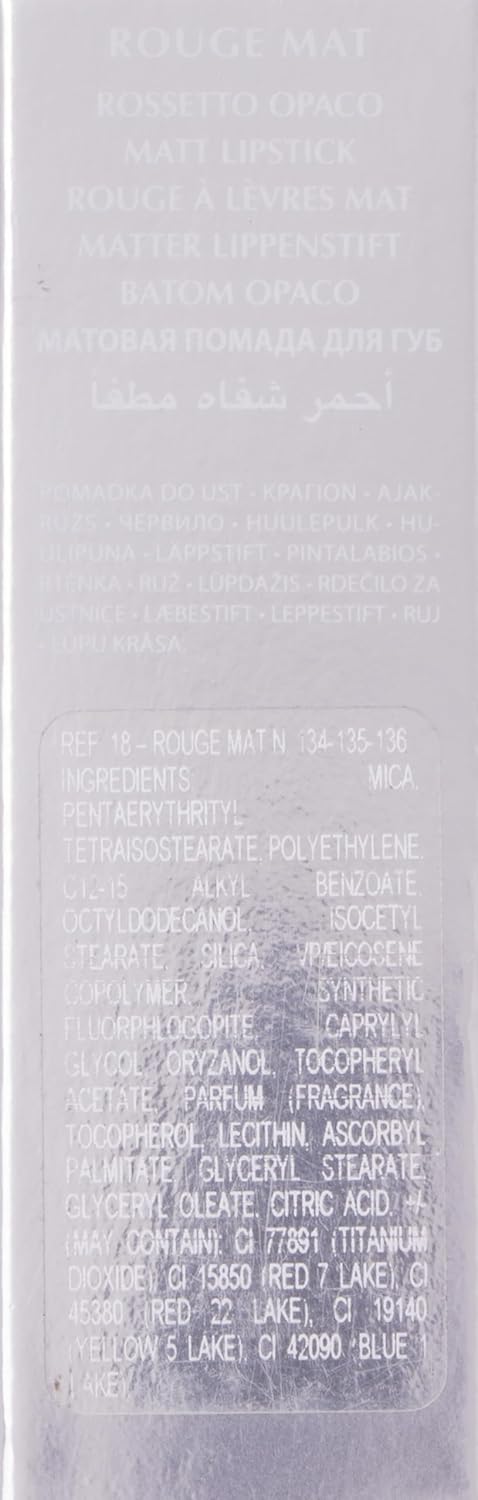 ROUGE MAT
ROSSETTO OPACO
MATT LIPSTICK
ROUGE À LÈVRES MAT
MATTER LIPPENSTIFT
BATOM OPACO
МАТОВАЯ ПОМАДА ДЛЯ ГУБ
أحمر شفاه مطفأ
POMADKA DO UST • ΚΡΑΓΙΟΝ • AJAK-
RÚZS • ЧЕРВИЛО • HUULEPULK • HU-
ULIPUNA • LÄPPSTIFT • PINTALABIOS •
RTĚNKA • RUŽ • LŪPDAŽIS • RDEČILO ZA
USTNICE • LÆBESTIFT • LEPPESTIFT • RUJ
• LŪPU KRĀSA
REF 18 – ROUGE MAT N 134-135-136
INGREDIENTS MICA,
PENTAERYTHRITYL
TETRAISOSTEARATE, POLYETHYLENE,
C12-15 ALKYL BENZOATE,
OCTYLDODECANOL, ISOCETYL
STEARATE, SILICA, VP/EICOSENE
COPOLYMER, SYNTHETIC
FLUORPHLOGOPITE, CAPRYLYL
GLYCOL, ORYZANOL, TOCOPHERYL
ACETATE, PARFUM (FRAGRANCE),
TOCOPHEROL, LECITHIN, ASCORBYL
PALMITATE, GLYCERYL STEARATE,
GLYCERYL OLEATE, CITRIC ACID, +/-
(MAY CONTAIN): CI 77891 (TITANIUM
DIOXIDE), CI 15850 (RED 7 LAKE), CI
45380 (RED 22 LAKE), CI 19140
(YELLOW 5 LAKE), CI 42090 (BLUE 1
LAKE).